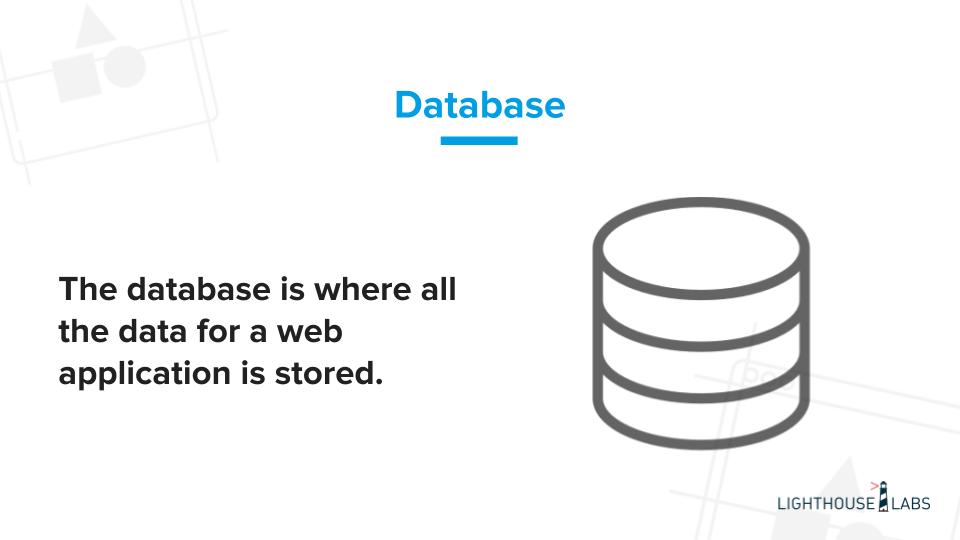 Database
The database is where all
the data for a web
application is stored.
LIGHTHOUSE LABS